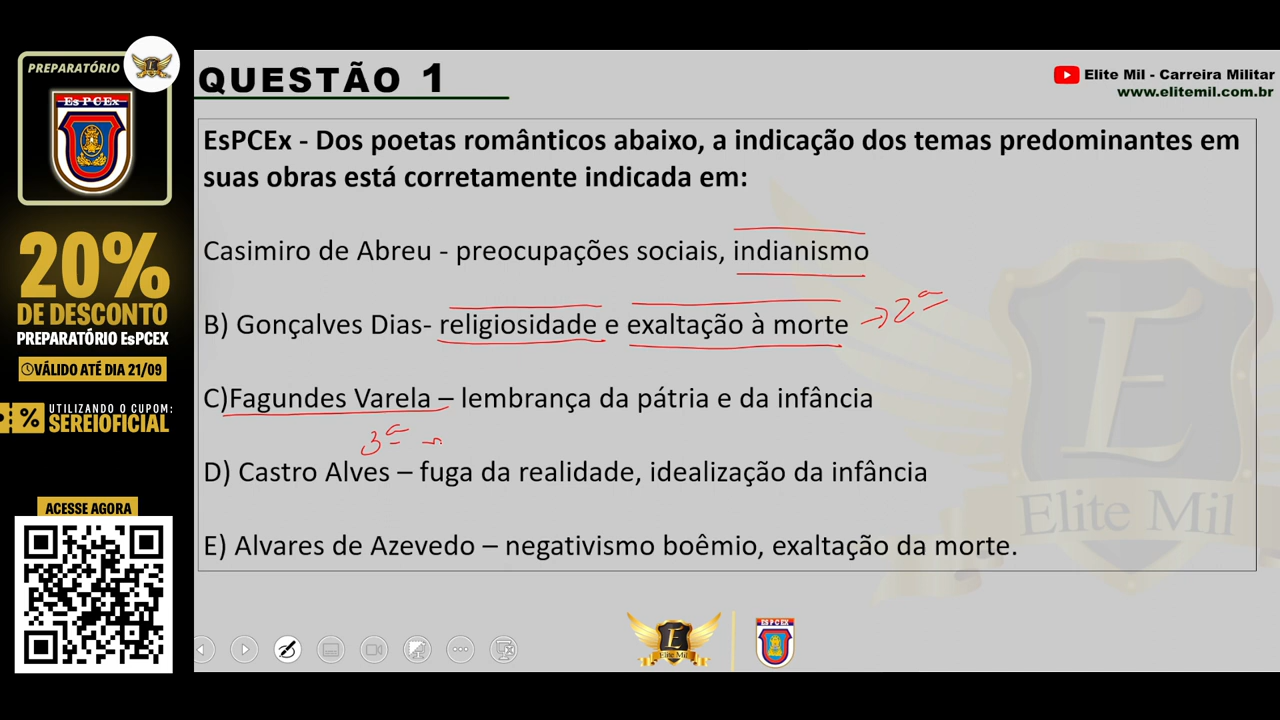 PREPARATÓRIO
EsPCEx
20%
DE DESCONTO
PREPARATÓRIO EsPCEX
VÁLIDO ATÉ DIA 21/09
% UTILIZANDO O CUPOM:
SEREIOFICIAL
ACESSE AGORA
QUESTÃO 1
Elite Mil - Carreira Militar
www.elitemil.com.br
EsPCEx - Dos poetas românticos abaixo, a indicação dos temas predominantes em
suas obras está corretamente indicada em:
Casimiro de Abreu - preocupações sociais, indianismo
B) Gonçalves Dias- religiosidade e exaltação à morte → 2ª
C)Fagundes Varela – lembrança da pátria e da infância
3ª
D) Castro Alves – fuga da realidade, idealização da infância
E) Alvares de Azevedo – negativismo boêmio, exaltação da morte.
E
Elite Mil
E
ESPCEX